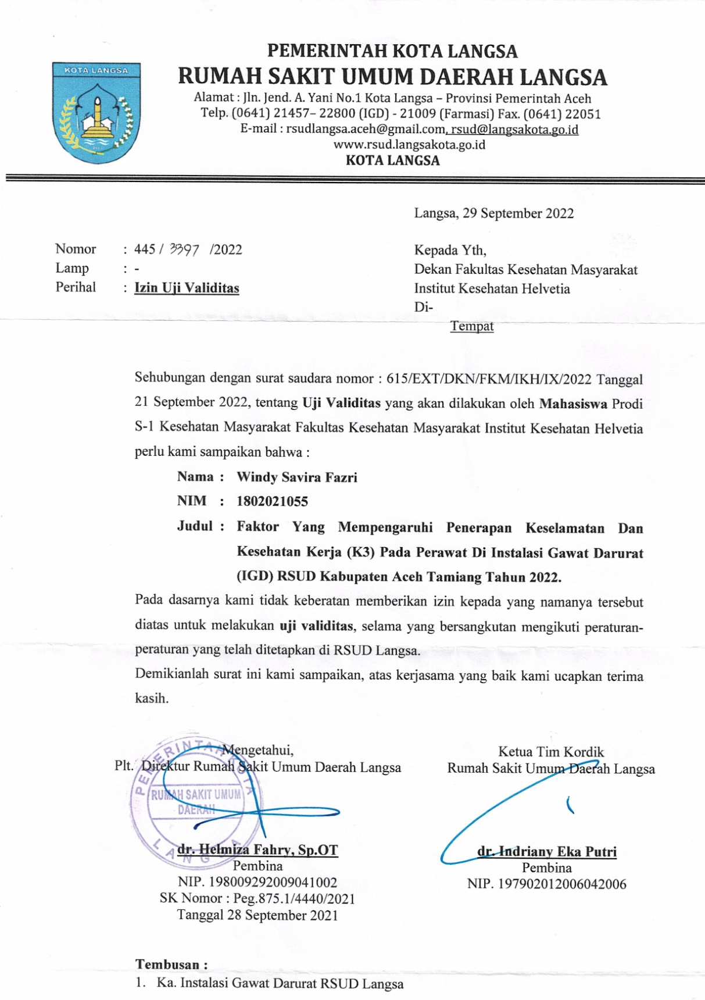 KOTA LANGSA
PEMERINTAH KOTA LANGSA
RUMAH SAKIT UMUM DAERAH LANGSA
Alamat : Jln. Jend. A. Yani No.1 Kota Langsa – Provinsi Pemerintah Aceh
Telp. (0641) 21457– 22800 (IGD) - 21009 (Farmasi) Fax. (0641) 22051
E-mail : rsudlangsa.aceh@gmail.com, rsud@langsakota.go.id
www.rsud.langsakota.go.id
KOTA LANGSA
Langsa, 29 September 2022
Nomor : 445 / 3397 /2022
Lamp : -
Perihal : Izin Uji Validitas
Kepada Yth,
Dekan Fakultas Kesehatan Masyarakat
Institut Kesehatan Helvetia
Di-
Tempat
Sehubungan dengan surat saudara nomor : 615/EXT/DKN/FKM/IKH/IX/2022 Tanggal
21 September 2022, tentang Uji Validitas yang akan dilakukan oleh Mahasiswa Prodi
S-1 Kesehatan Masyarakat Fakultas Kesehatan Masyarakat Institut Kesehatan Helvetia
perlu kami sampaikan bahwa :
Nama : Windy Savira Fazri
NIM : 1802021055
Judul : Faktor Yang Mempengaruhi Penerapan Keselamatan Dan
Kesehatan Kerja (K3) Pada Perawat Di Instalasi Gawat Darurat
(IGD) RSUD Kabupaten Aceh Tamiang Tahun 2022.
Pada dasarnya kami tidak keberatan memberikan izin kepada yang namanya tersebut
diatas untuk melakukan uji validitas, selama yang bersangkutan mengikuti peraturan-
peraturan yang telah ditetapkan di RSUD Langsa.
Demikianlah surat ini kami sampaikan, atas kerjasama yang baik kami ucapkan terima
kasih.
Mengetahui,
Plt. Direktur Rumah Sakit Umum Daerah Langsa
PEMERINTAH KOTA
RUMAH SAKIT UMUM
DAERAH
LANGSA
dr. Helmiza Fahry, Sp.OT
Pembina
NIP. 198009292009041002
SK Nomor : Peg.875.1/4440/2021
Tanggal 28 September 2021
Ketua Tim Kordik
Rumah Sakit Umum Daerah Langsa
dr. Indriany Eka Putri
Pembina
NIP. 197902012006042006
Tembusan :
1. Ka. Instalasi Gawat Darurat RSUD Langsa